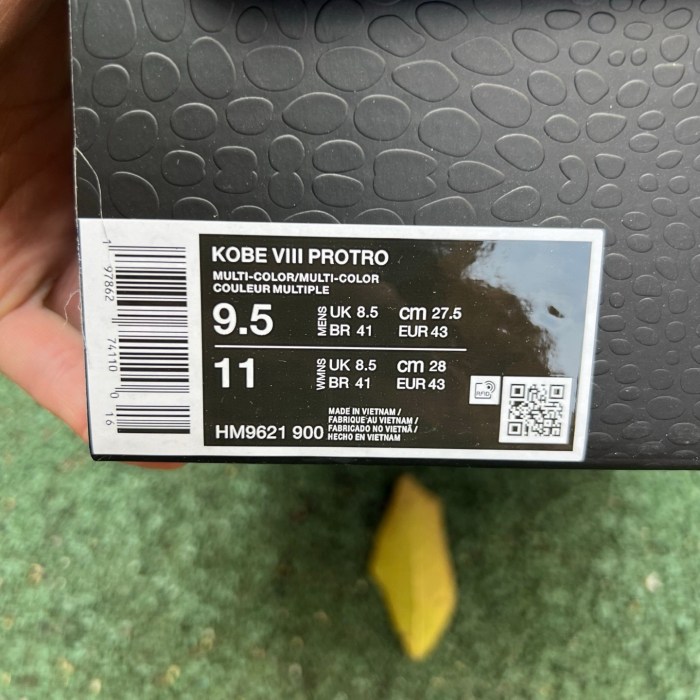 KOBE VIII PROTRO
MULTI-COLOR/MULTI-COLOR
COULEUR MULTIPLE
9.5 MENS UK 8.5 cm 27.5
BR 41 EUR 43
11 WMNS UK 8.5 cm 28
BR 41 EUR 43
HM9621 900
MADE IN VIETNAM /
FABRIQUE AU VIETNAM /
FABRICADO NO VIETNÃ /
HECHO EN VIETNAM
RFID
1 97862 74110 0 16